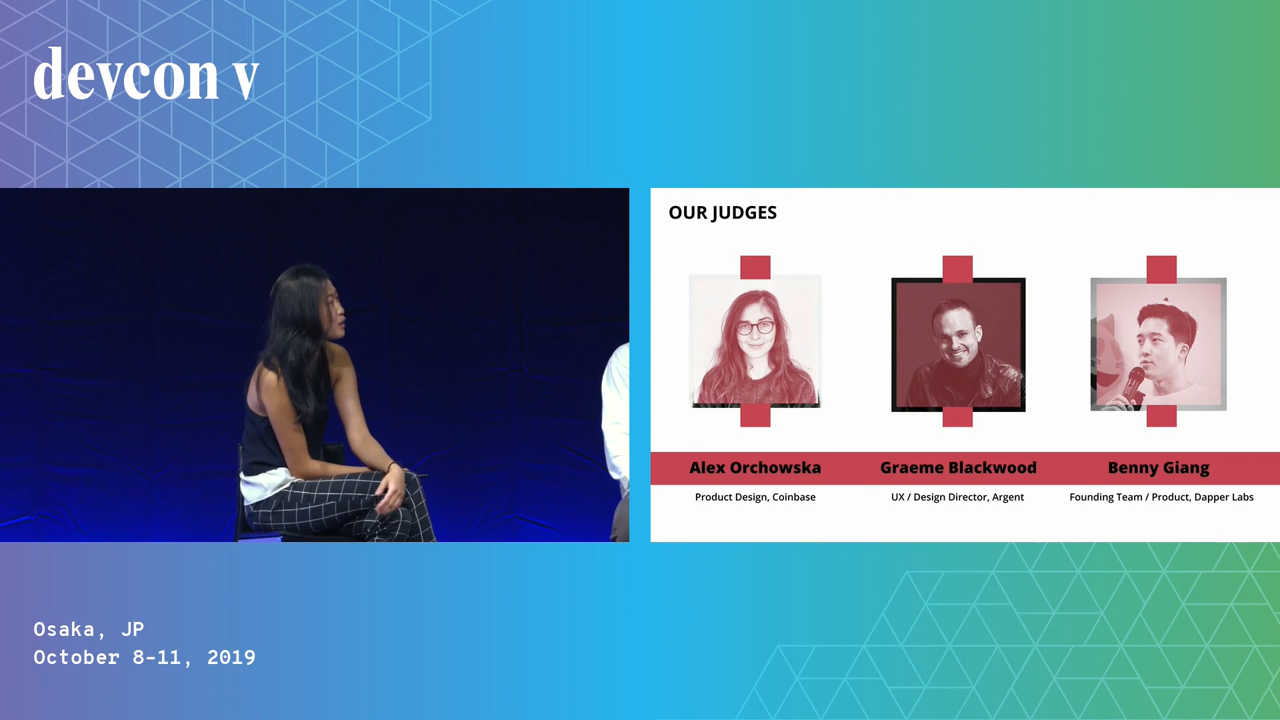 devcon v
OUR JUDGES
Alex Orchowska
Graeme Blackwood
Benny Giang
Product Design, Coinbase
UX / Design Director, Argent
Founding Team / Product, Dapper Labs
Osaka, JP
October 8-11, 2019